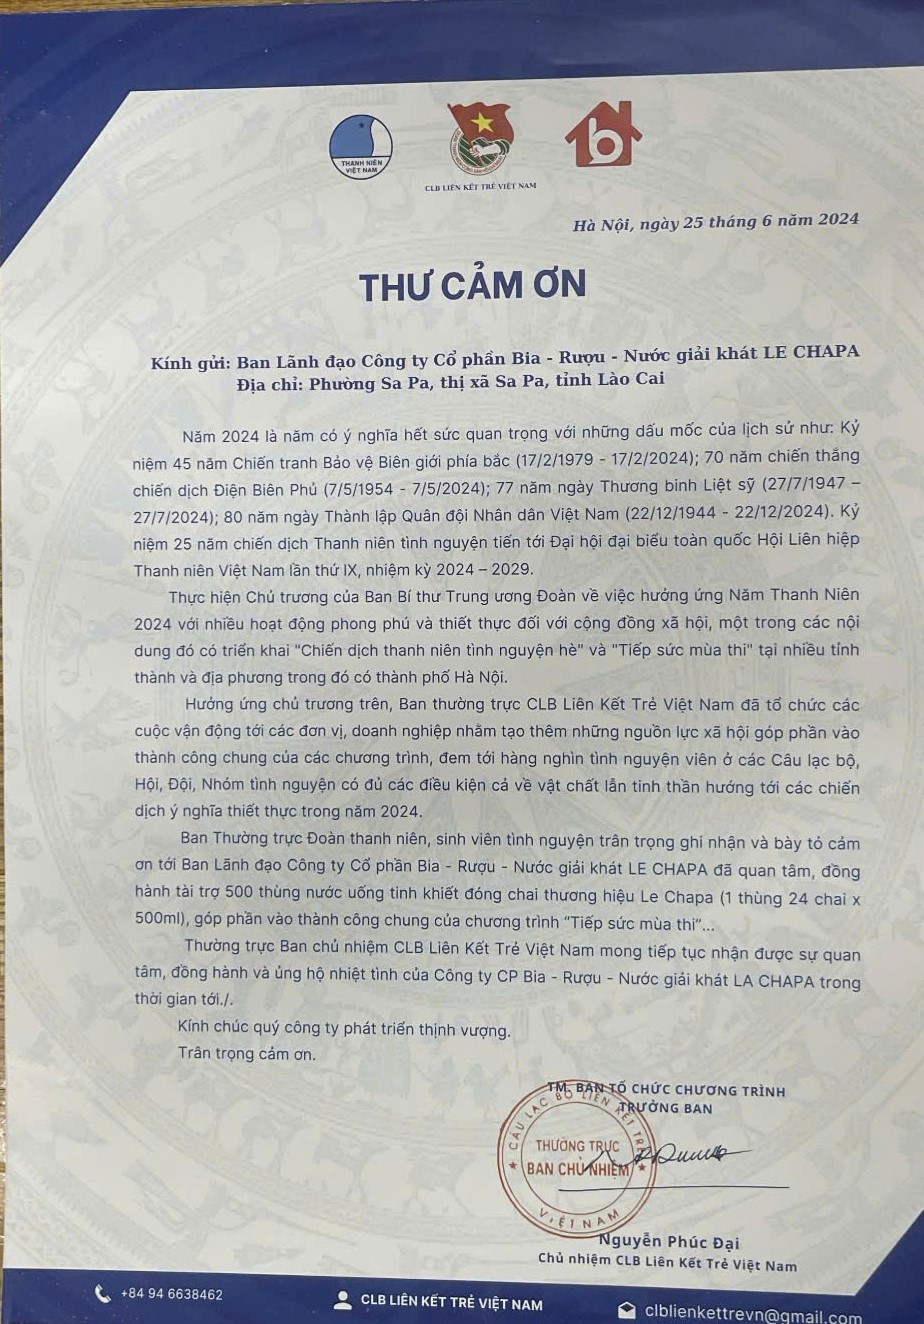 THANH NIÊN
VIỆT NAM
CLB LIÊN KẾT TRẺ VIỆT NAM
Hà Nội, ngày 25 tháng 6 năm 2024
THƯ CẢM ƠN
Kính gửi: Ban Lãnh đạo Công ty Cổ phần Bia - Rượu - Nước giải khát LE CHAPA
Địa chỉ: Phường Sa Pa, thị xã Sa Pa, tỉnh Lào Cai
Năm 2024 là năm có ý nghĩa hết sức quan trọng với những dấu mốc của lịch sử như: Kỷ
niệm 45 năm Chiến tranh Bảo vệ Biên giới phía bắc (17/2/1979 - 17/2/2024); 70 năm chiến thắng
chiến dịch Điện Biên Phủ (7/5/1954 - 7/5/2024); 77 năm ngày Thương binh Liệt sỹ (27/7/1947 –
27/7/2024); 80 năm ngày Thành lập Quân đội Nhân dân Việt Nam (22/12/1944 - 22/12/2024). Kỷ
niệm 25 năm chiến dịch Thanh niên tình nguyện tiến tới Đại hội đại biểu toàn quốc Hội Liên hiệp
Thanh niên Việt Nam lần thứ IX, nhiệm kỳ 2024 – 2029.
Thực hiện Chủ trương của Ban Bí thư Trung ương Đoàn về việc hưởng ứng Năm Thanh Niên
2024 với nhiều hoạt động phong phú và thiết thực đối với cộng đồng xã hội, một trong các nội
dung đó có triển khai "Chiến dịch thanh niên tình nguyện hè" và "Tiếp sức mùa thi" tại nhiều tỉnh
thành và địa phương trong đó có thành phố Hà Nội.
Hưởng ứng chủ trương trên, Ban thường trực CLB Liên Kết Trẻ Việt Nam đã tổ chức các
cuộc vận động tới các đơn vị, doanh nghiệp nhằm tạo thêm những nguồn lực xã hội góp phần vào
thành công chung của các chương trình, đem tới hàng nghìn tình nguyện viên ở các Câu lạc bộ,
Hội, Đội, Nhóm tình nguyện có đủ các điều kiện cả về vật chất lẫn tinh thần hướng tới các chiến
dịch ý nghĩa thiết thực trong năm 2024.
Ban Thường trực Đoàn thanh niên, sinh viên tình nguyện trân trọng ghi nhận và bày tỏ cảm
ơn tới Ban Lãnh đạo Công ty Cổ phần Bia - Rượu - Nước giải khát LE CHAPA đã quan tâm, đồng
hành tài trợ 500 thùng nước uống tinh khiết đóng chai thương hiệu Le Chapa (1 thùng 24 chai x
500ml), góp phần vào thành công chung của chương trình “Tiếp sức mùa thi”...
Thường trực Ban chủ nhiệm CLB Liên Kết Trẻ Việt Nam mong tiếp tục nhận được sự quan
tâm, đồng hành và ủng hộ nhiệt tình của Công ty CP Bia - Rượu - Nước giải khát LA CHAPA trong
thời gian tới./.
Kính chúc quý công ty phát triển thịnh vượng.
Trân trọng cảm ơn.
TM. BAN TỔ CHỨC CHƯƠNG TRÌNH
TRƯỞNG BAN
CÂU LẠC BỘ LIÊN KẾT TRẺ
THƯỜNG TRỰC
BAN CHỦ NHIỆM
VIỆT NAM
Nguyễn Phúc Đại
Chủ nhiệm CLB Liên Kết Trẻ Việt Nam
+84 94 6638462
CLB LIÊN KẾT TRẺ VIỆT NAM
clblienkettrevn@gmail.com